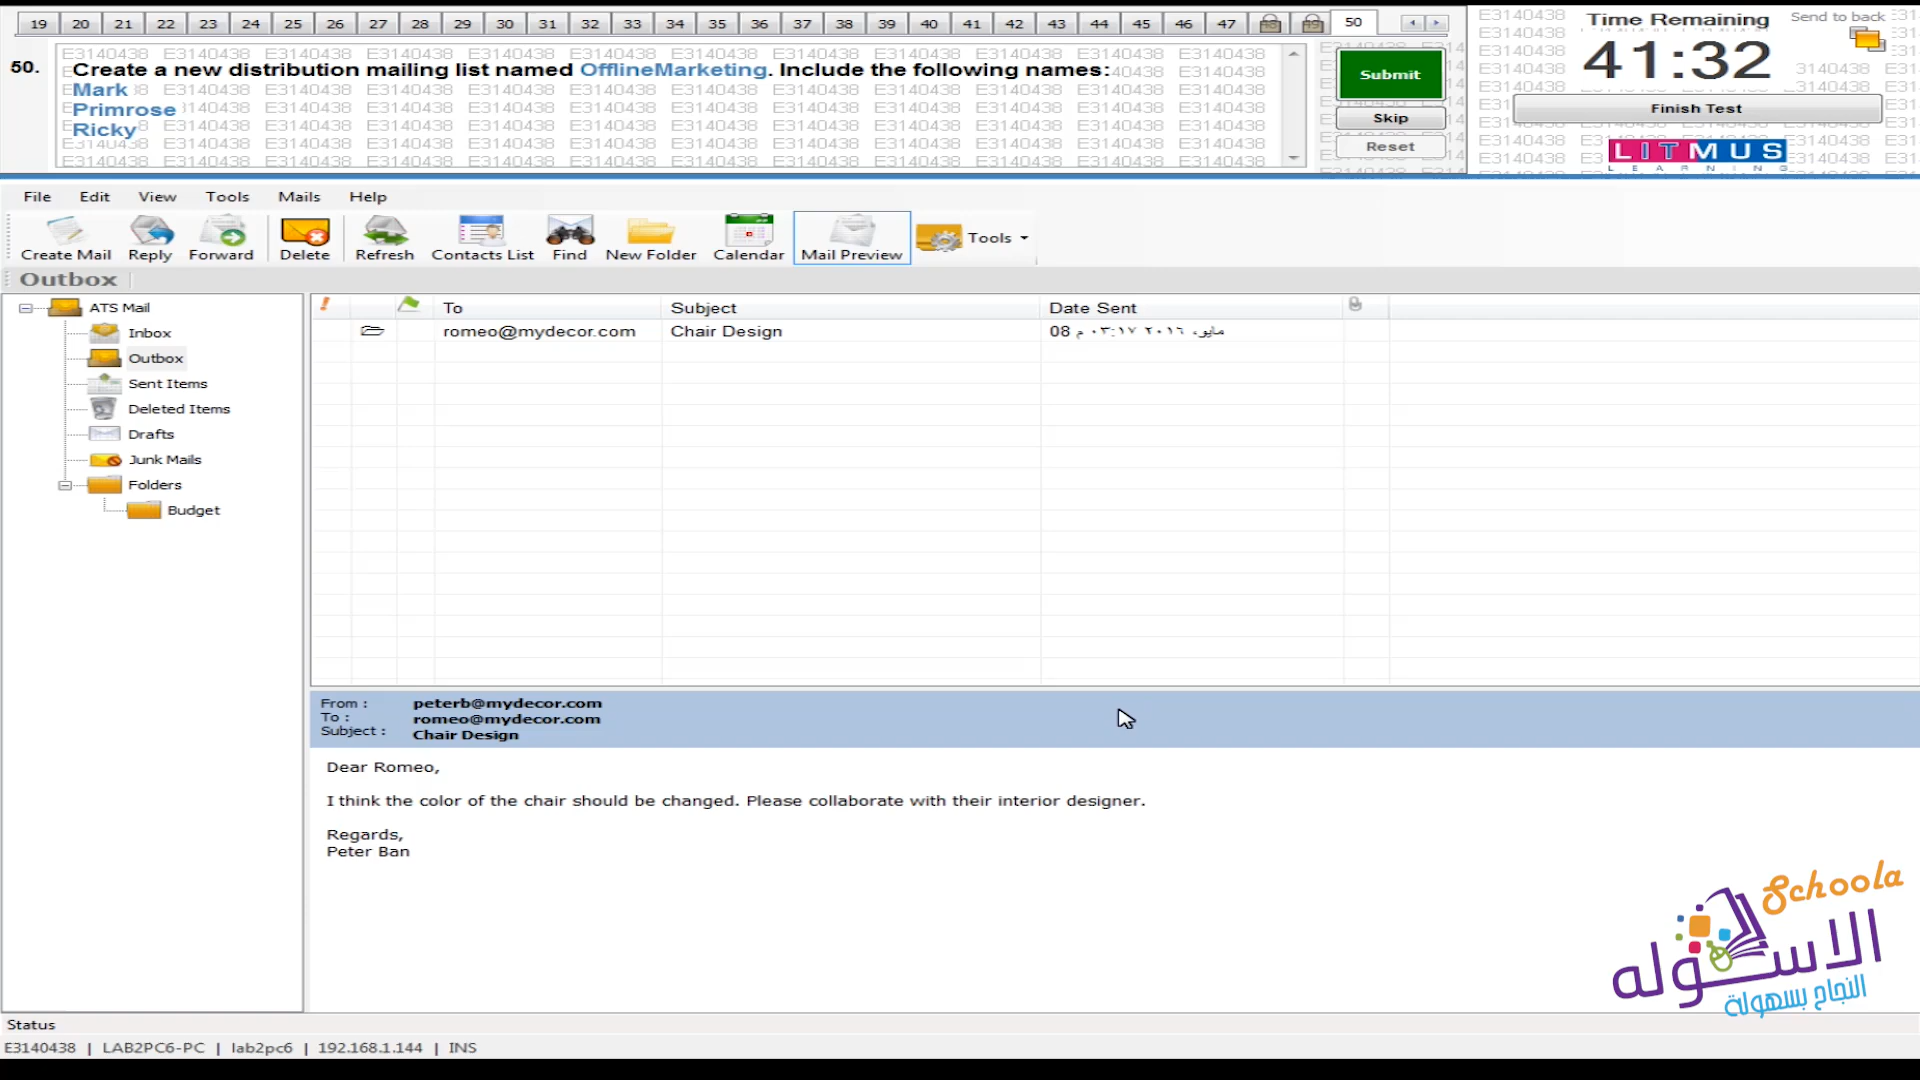 19 20 21 22 23 24 25 26 27 28 29 30 31 32 33 34 35 36 37 38 39 40 41 42 43 44 45 46 47 50
50. Create a new distribution mailing list named OfflineMarketing. Include the following names:
Mark
Primrose
Ricky
Submit
Skip
Reset
Time Remaining
41:32
Send to back
Finish Test
LITMUS
LEARNING
File Edit View Tools Mails Help
Create Mail Reply Forward Delete Refresh Contacts List Find New Folder Calendar Mail Preview Tools
Outbox
ATS Mail
Inbox
Outbox
Sent Items
Deleted Items
Drafts
Junk Mails
Folders
Budget
To Subject Date Sent
romeo@mydecor.com Chair Design 08 مايو، ٢٠١٦ ٠٣:١٧ م
From : peterb@mydecor.com
To : romeo@mydecor.com
Subject : Chair Design
Dear Romeo,
I think the color of the chair should be changed. Please collaborate with their interior designer.
Regards,
Peter Ban
Schoola
الاسكوله
النجاح بسهولة
Status
E3140438 | LAB2PC6-PC | lab2pc6 | 192.168.1.144 | INS